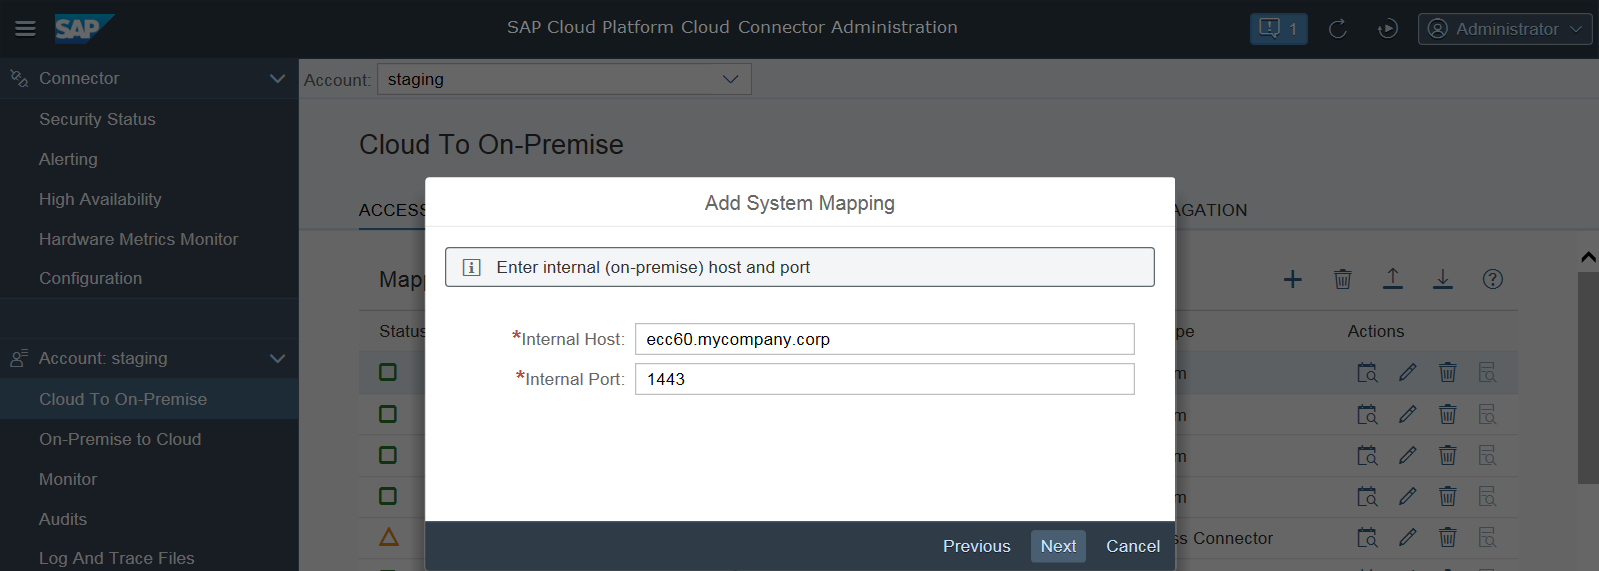 SAP
SAP Cloud Platform Cloud Connector Administration
1
Administrator
Connector
Security Status
Alerting
High Availability
Hardware Metrics Monitor
Configuration
Account: staging
Cloud To On-Premise
On-Premise to Cloud
Monitor
Audits
Log And Trace Files
Account: staging
Cloud To On-Premise
ACCESS
AGATION
Status
Actions
Connector
Add System Mapping
Enter internal (on-premise) host and port
*Internal Host: ecc60.mycompany.corp
*Internal Port: 1443
Previous Next Cancel